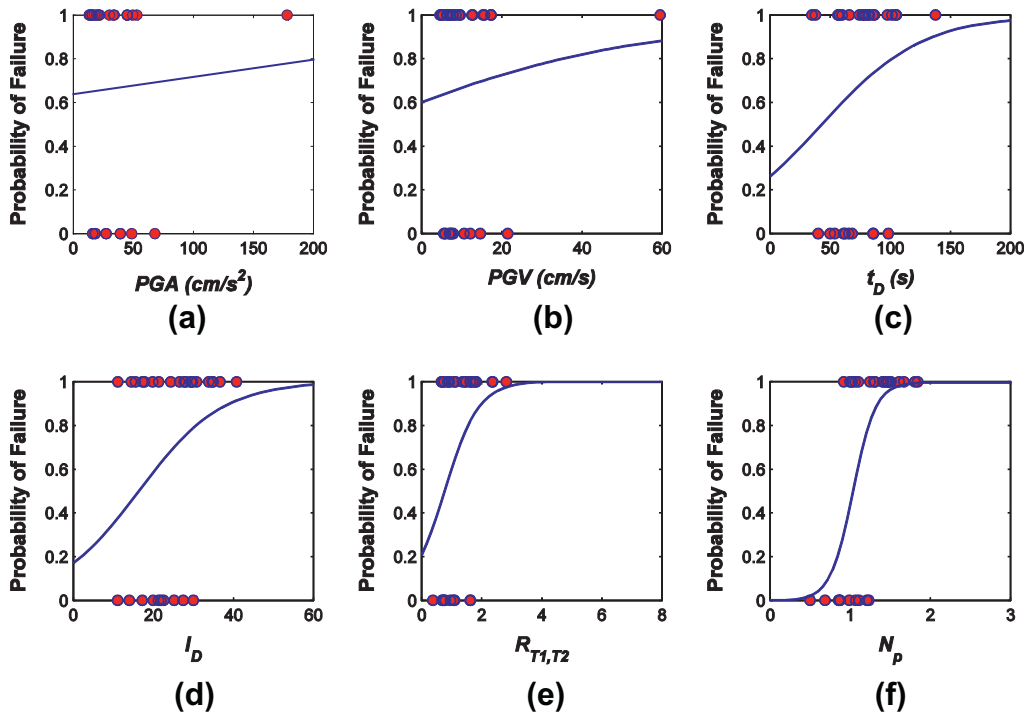 Probability of Failure
1
0.8
0.6
0.4
0.2
0
0 50 100 150 200
PGA (cm/s²)
(a)
Probability of Failure
1
0.8
0.6
0.4
0.2
0
0 20 40 60
PGV (cm/s)
(b)
Probability of Failure
1
0.8
0.6
0.4
0.2
0
0 50 100 150 200
t_D (s)
(c)
Probability of Failure
1
0.8
0.6
0.4
0.2
0
0 20 40 60
I_D
(d)
Probability of Failure
1
0.8
0.6
0.4
0.2
0
0 2 4 6 8
R_T1,T2
(e)
Probability of Failure
1
0.8
0.6
0.4
0.2
0
0 1 2 3
N_p
(f)